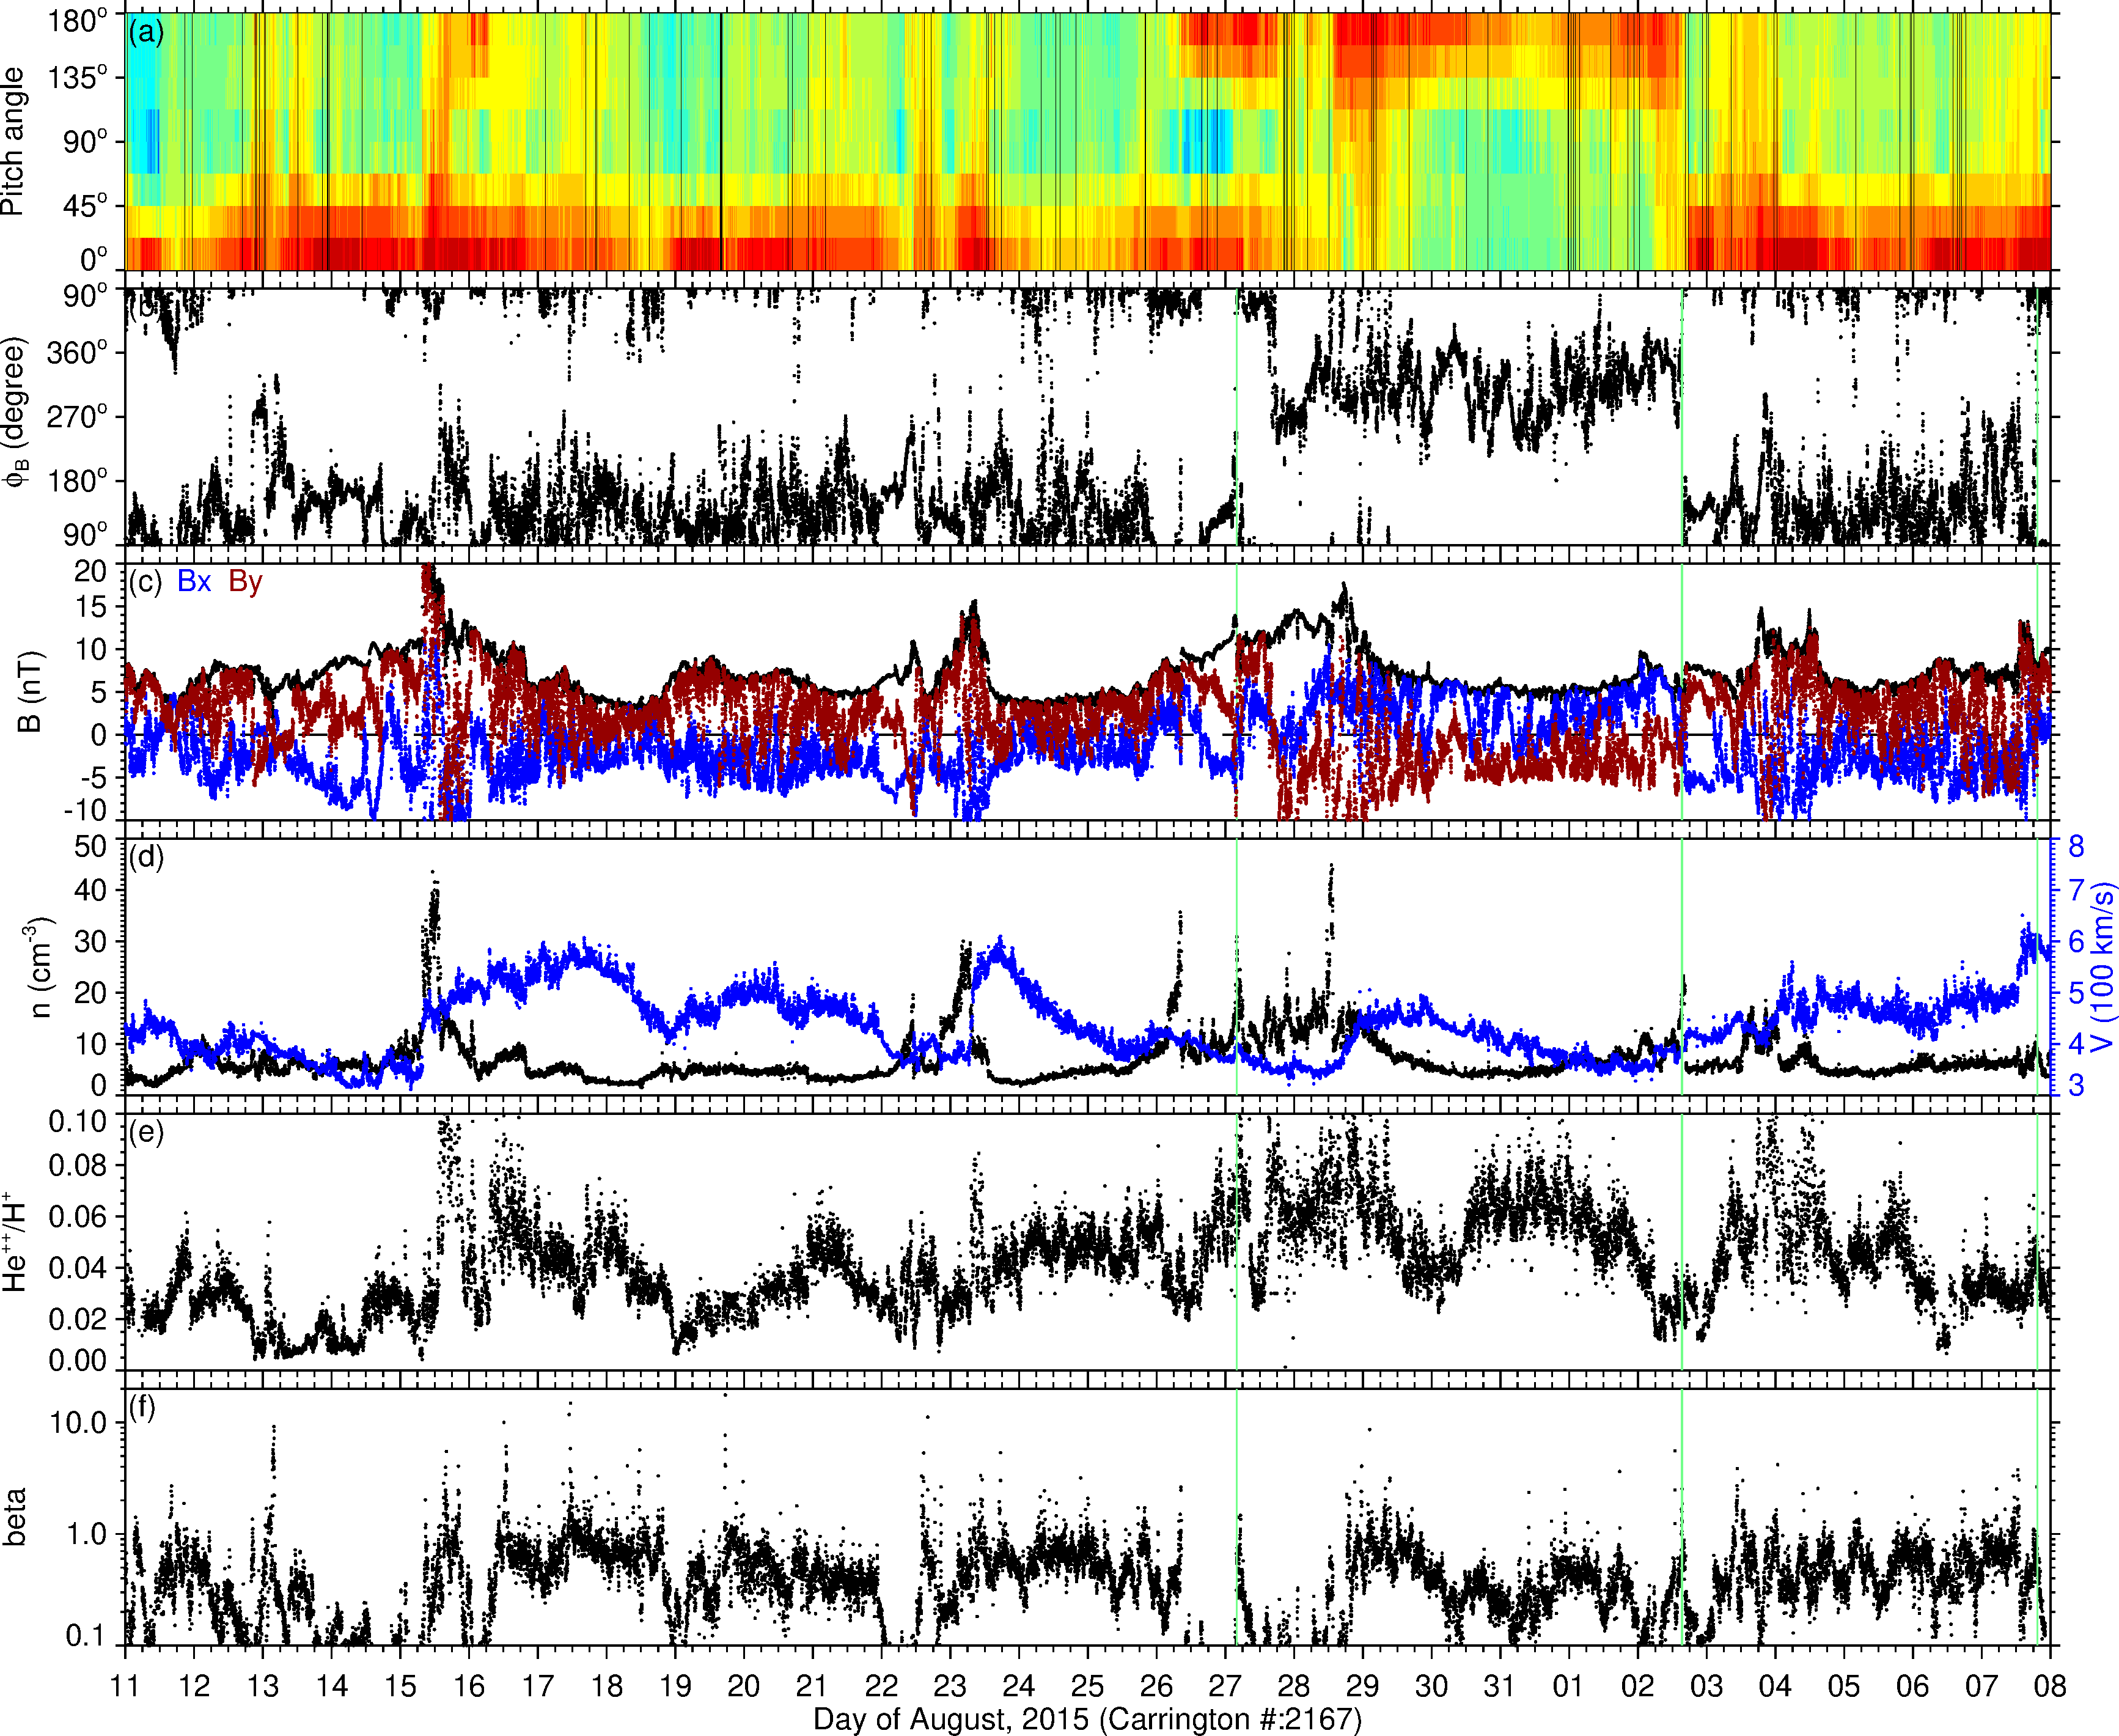 (a)
180°
135°
90°
45°
0°
Pitch angle
(b)
90°
360°
270°
180°
90°
ϕB (degree)
(c) Bx By
20
15
10
5
0
-5
-10
B (nT)
(d)
50
40
30
20
10
0
n (cm-3)
8
7
6
5
4
3
V (100 km/s)
(e)
0.10
0.08
0.06
0.04
0.02
0.00
He++/H+
(f)
10.0
1.0
0.1
beta
11 12 13 14 15 16 17 18 19 20 21 22 23 24 25 26 27 28 29 30 31 01 02 03 04 05 06 07 08
Day of August, 2015 (Carrington #:2167)